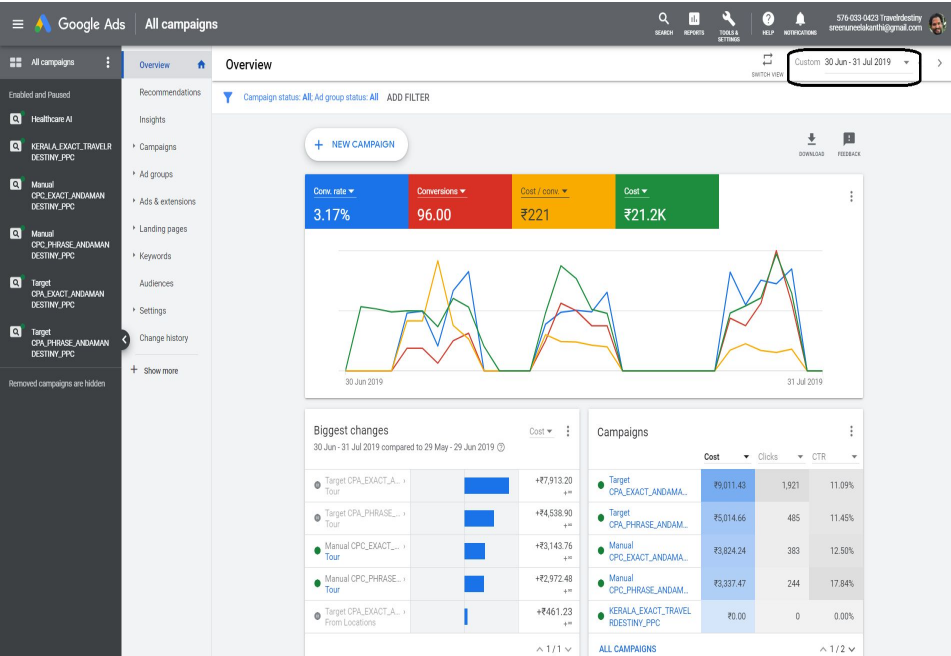 Google Ads
All campaigns
SEARCH
REPORTS
TOOLS &
SETTINGS
HELP
NOTIFICATIONS
576-033-0423 Travelrdestiny
sreenuneelakanthi@gmail.com
All campaigns
Enabled and Paused
Healthcare AI
KERALA_EXACT_TRAVELR
DESTINY_PPC
Manual
CPC_EXACT_ANDAMAN
DESTINY_PPC
Manual
CPC_PHRASE_ANDAMAN
DESTINY_PPC
Target
CPA_EXACT_ANDAMAN
DESTINY_PPC
Target
CPA_PHRASE_ANDAMAN
DESTINY_PPC
Removed campaigns are hidden
Overview
Recommendations
Insights
Campaigns
Ad groups
Ads & extensions
Landing pages
Keywords
Audiences
Settings
Change history
+ Show more
Overview
SWITCH VIEW
Custom 30 Jun - 31 Jul 2019
Campaign status: All; Ad group status: All ADD FILTER
+ NEW CAMPAIGN
DOWNLOAD
FEEDBACK
Conv. rate
3.17%
Conversions
96.00
Cost / conv.
₹221
Cost
₹21.2K
30 Jun 2019
31 Jul 2019
Biggest changes
Cost
30 Jun - 31 Jul 2019 compared to 29 May - 29 Jun 2019
Target CPA_EXACT_A... ›
Tour
+₹7,913.20
+∞
Target CPA_PHRASE_... ›
Tour
+₹4,538.90
+∞
Manual CPC_EXACT_... ›
Tour
+₹3,143.76
+∞
Manual CPC_PHRASE... ›
Tour
+₹2,972.48
+∞
Target CPA_EXACT_A... ›
From Locations
+₹461.23
+∞
1 / 1
Campaigns
Cost Clicks CTR
Target
CPA_EXACT_ANDAMA...
₹9,011.43 1,921 11.09%
Target
CPA_PHRASE_ANDAM...
₹5,014.66 485 11.45%
Manual
CPC_EXACT_ANDAMA...
₹3,824.24 383 12.50%
Manual
CPC_PHRASE_ANDAM...
₹3,337.47 244 17.84%
KERALA_EXACT_TRAVEL
RDESTINY_PPC
₹0.00 0 0.00%
ALL CAMPAIGNS
1 / 2